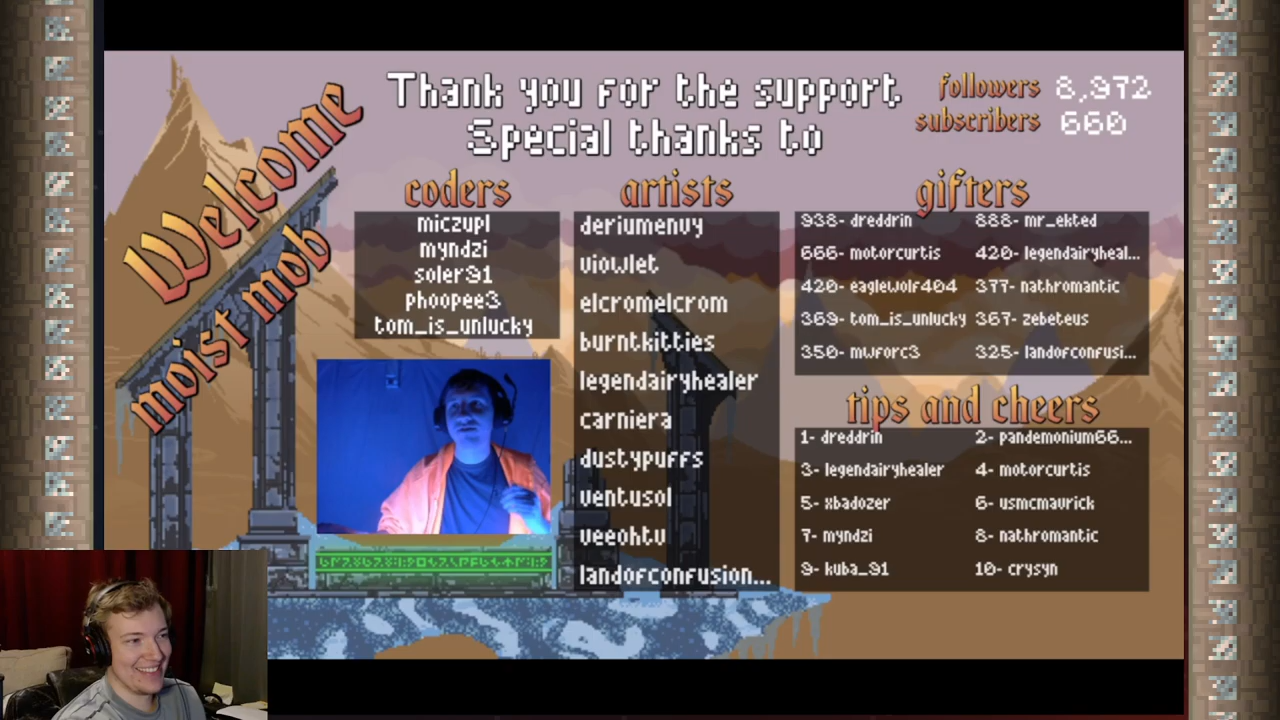 Welcome
moist mob
Thank you for the support
Special thanks to
followers 8,972
subscribers 660
coders
miczupl
myndzi
soler91
phoopee3
tom_is_unlucky
artists
deriumenvy
viowlet
elcromelcrom
burntkitties
legendairyhealer
carniera
dustypuffs
ventusol
veeohtv
landofconfusion...
gifters
938- dreddrin 888- mr_ekted
666- motorcurtis 420- legendairyheal...
420- eaglewolf404 377- nathromantic
369- tom_is_unlucky 367- zebeteus
350- mwforc3 325- landofconfusi...
tips and cheers
1- dreddrin 2- pandemonium66...
3- legendairyhealer 4- motorcurtis
5- xbadozer 6- usmcmavrick
7- myndzi 8- nathromantic
9- kuba_91 10- crysyn